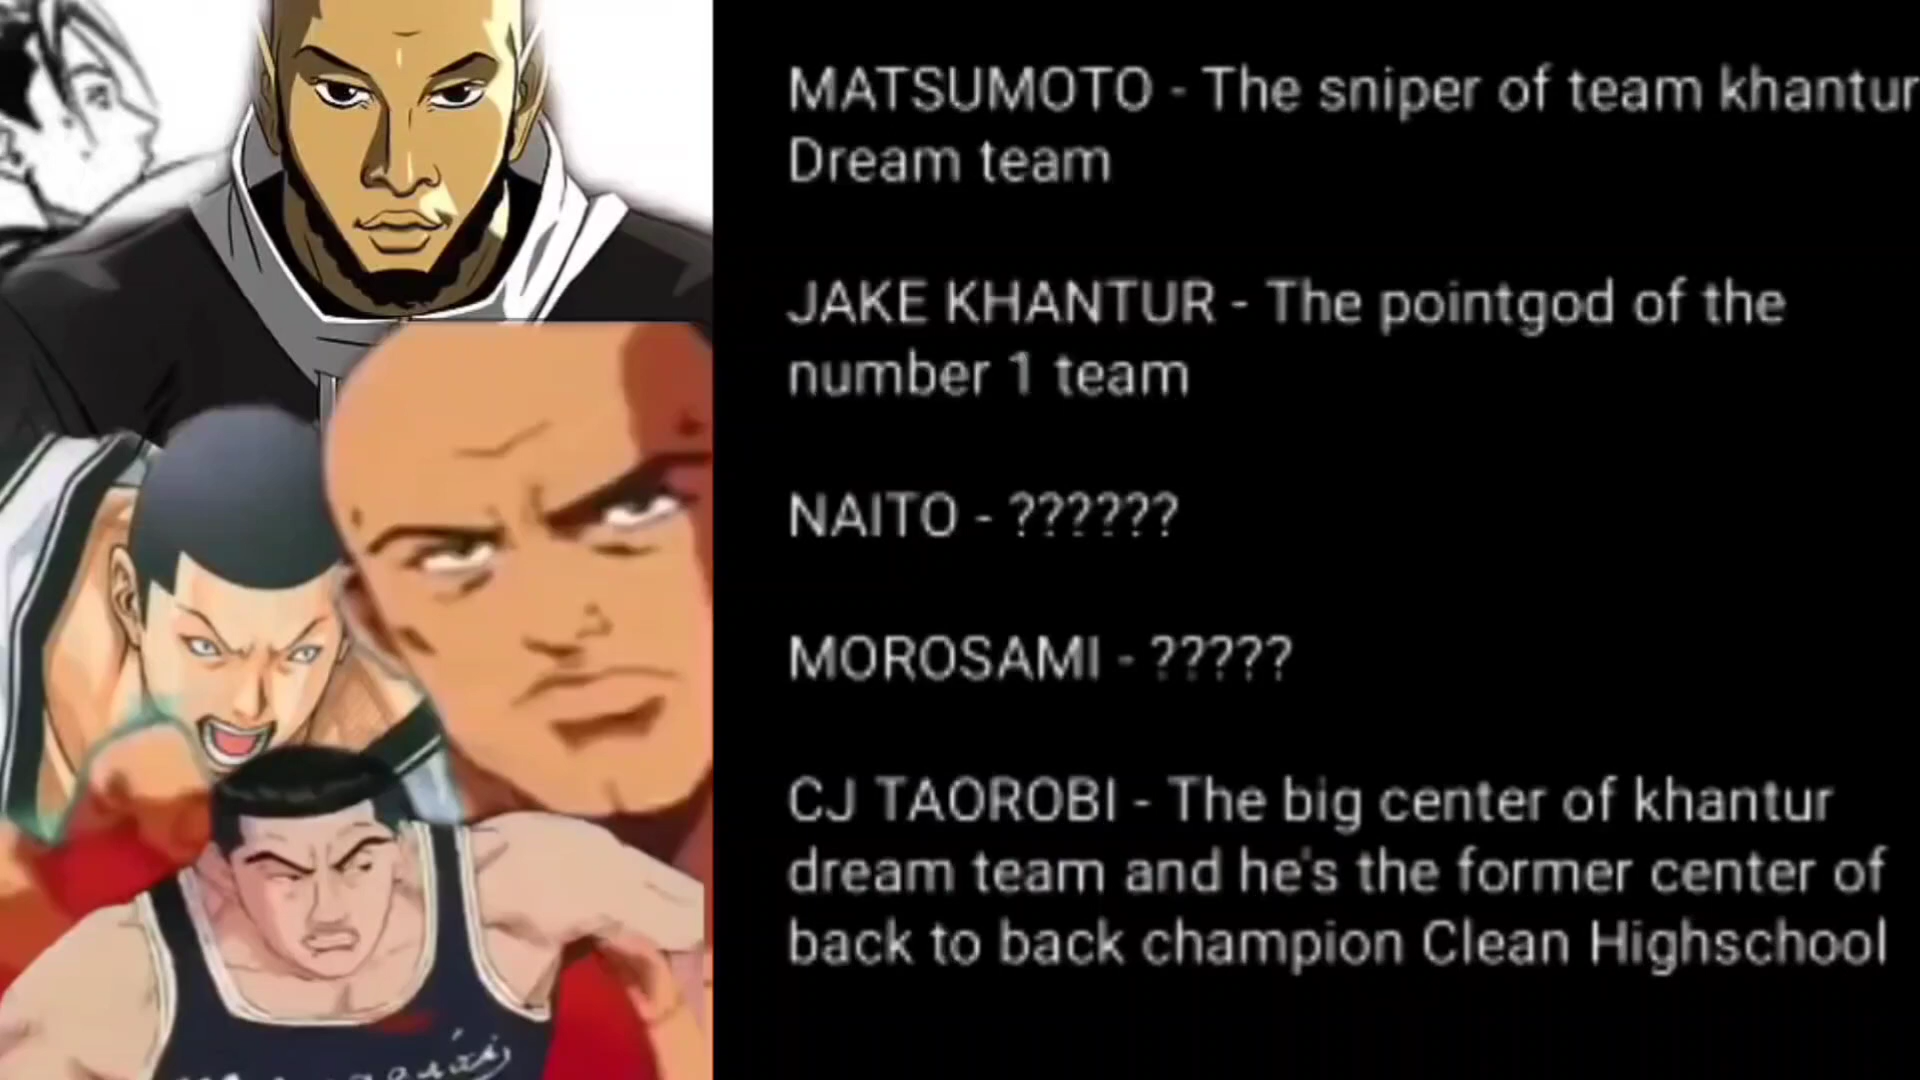 MATSUMOTO - The sniper of team khantur
Dream team
JAKE KHANTUR - The pointgod of the
number 1 team
NAITO - ??????
MOROSAMI - ?????
CJ TAOROBI - The big center of khantur
dream team and he's the former center of
back to back champion Clean Highschool